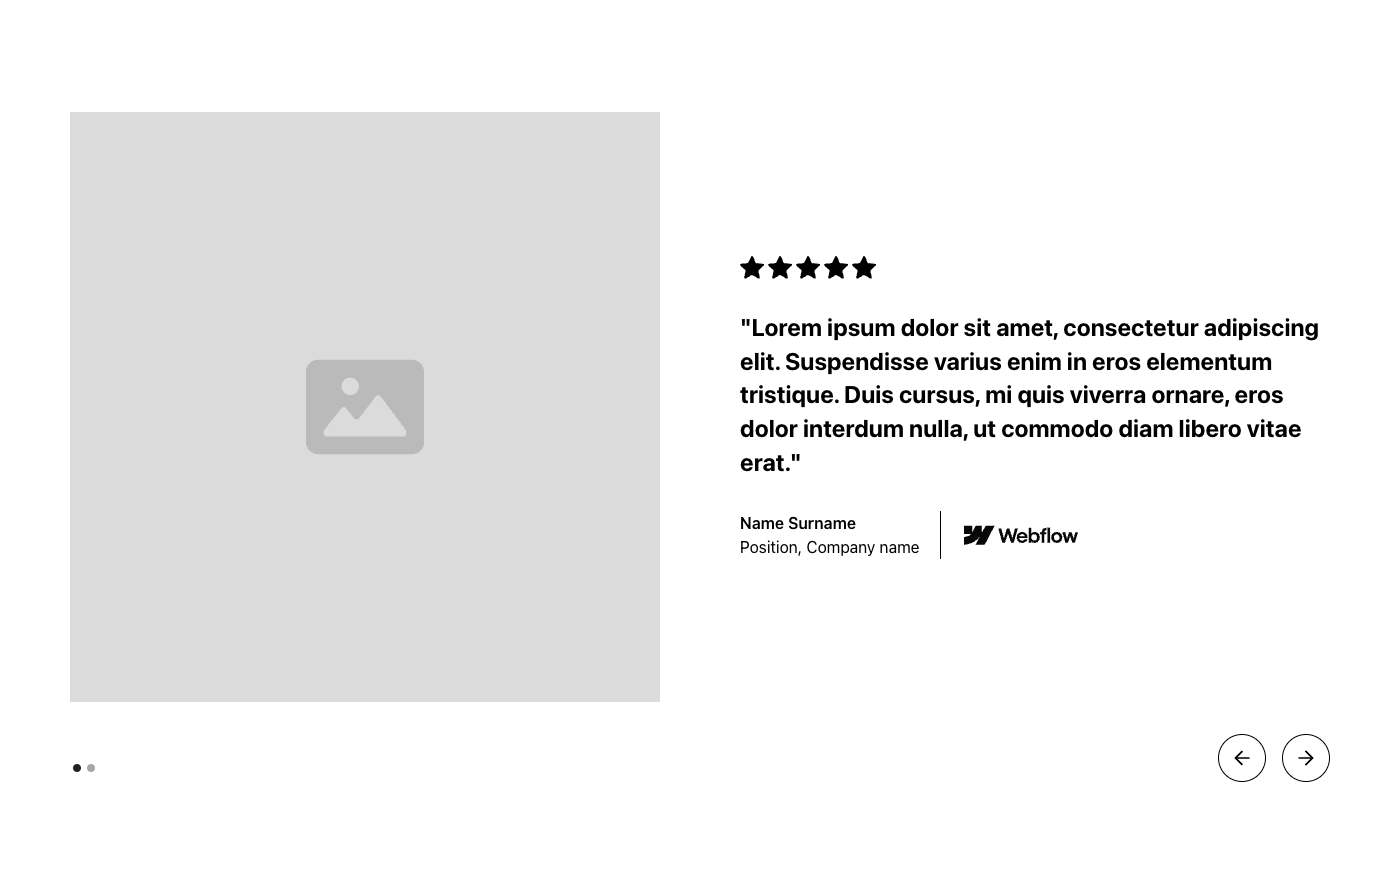 "Lorem ipsum dolor sit amet, consectetur adipiscing
elit. Suspendisse varius enim in eros elementum
tristique. Duis cursus, mi quis viverra ornare, eros
dolor interdum nulla, ut commodo diam libero vitae
erat."
Name Surname
Position, Company name
Webflow